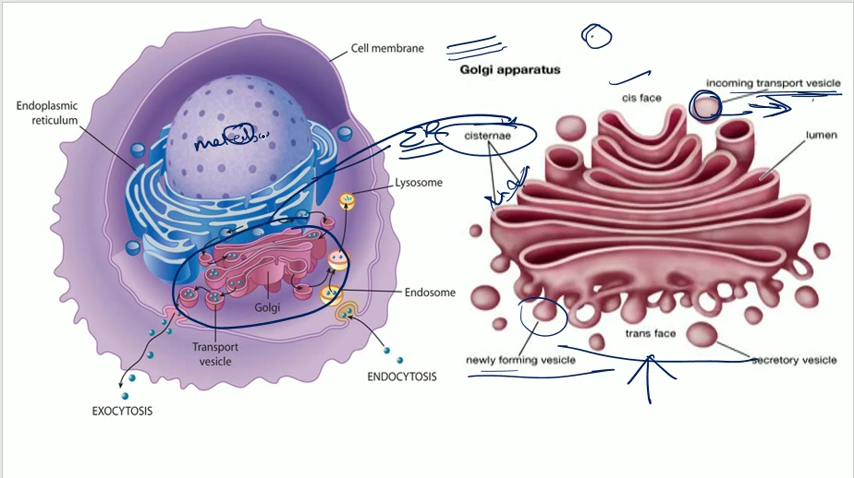 Cell membrane
Endoplasmic
reticulum
Lysosome
Endosome
Golgi
Transport
vesicle
ENDOCYTOSIS
EXOCYTOSIS
Golgi apparatus
cis face
incoming transport vesicle
ER
cisternae
lumen
trans face
newly forming vesicle
secretory vesicle